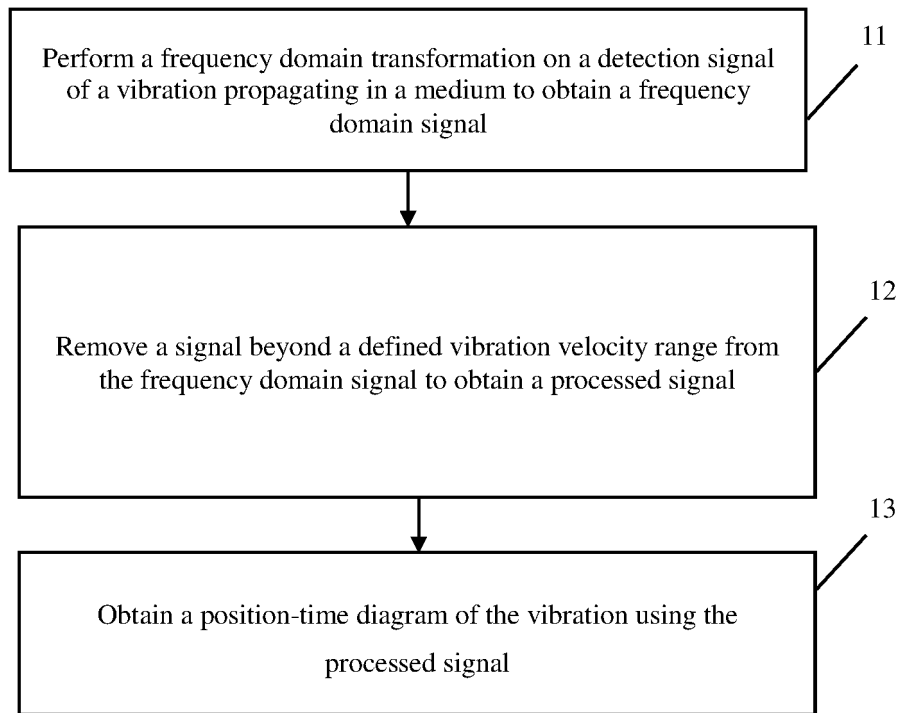 11
Perform a frequency domain transformation on a detection signal
of a vibration propagating in a medium to obtain a frequency
domain signal
12
Remove a signal beyond a defined vibration velocity range from
the frequency domain signal to obtain a processed signal
13
Obtain a position-time diagram of the vibration using the
processed signal